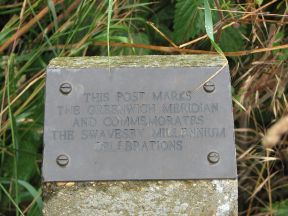 THIS POST MARKS
THE GREENWICH MERIDIAN
AND COMMEMORATES
THE SWAVESEY MILLENNIUM
CELEBRATIONS